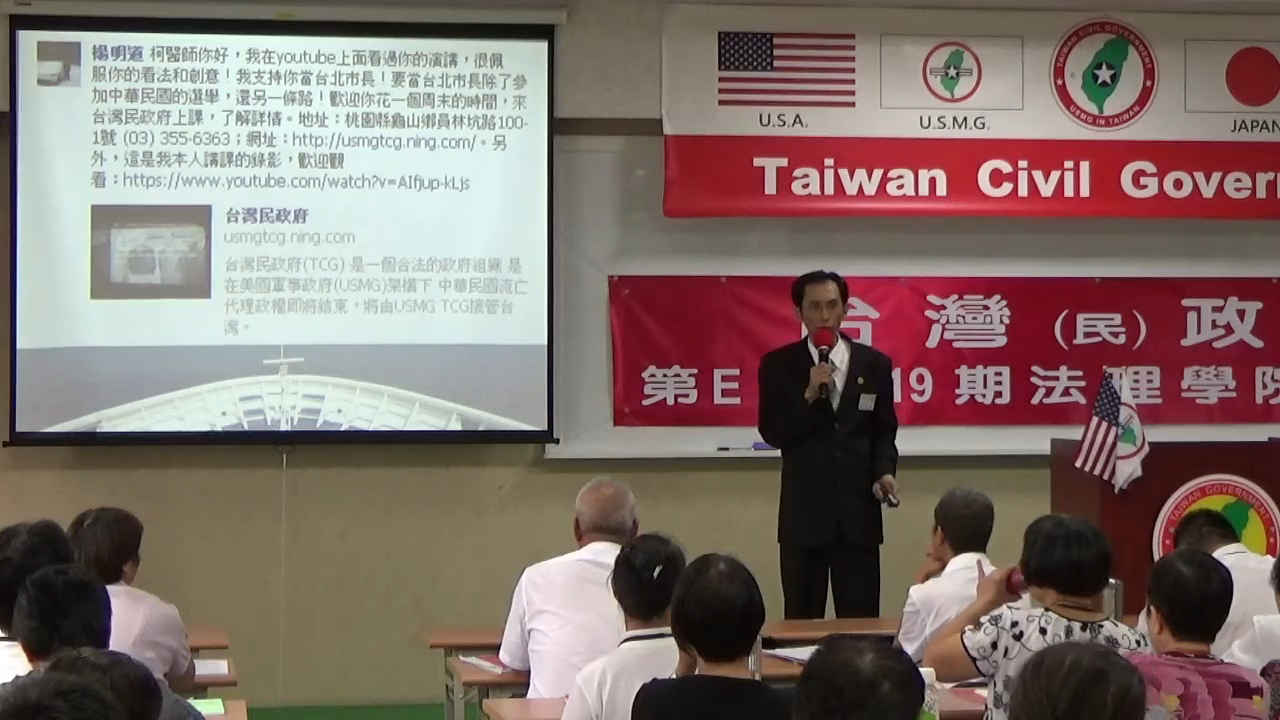 楊明道 柯醫師你好，我在youtube上面看過你的演講，很佩
服你的看法和創意！我支持你當台北市長！要當台北市長除了參
加中華民國的選舉，還另一條路！歡迎你花一個周末的時間，來
台灣民政府上課，了解詳情。地址：桃園縣龜山鄉員林坑路100-
1號 (03) 355-6363；網址：http://usmgtcg.ning.com/。另
外，這是我本人講課的錄影，歡迎觀
看：https://www.youtube.com/watch?v=AIfjup-kLjs
台灣民政府
usmgtcg.ning.com
台灣民政府(TCG) 是一個合法的政府組織 是
在美國軍事政府(USMG)架構下 中華民國流亡
代理政權即將結束，將由USMG TCG接管台
灣。
U.S.A.
U.S.M.G.
TAIWAN CIVIL GOVERNMENT
USMG IN TAIWAN
JAPAN
Taiwan Civil Govern
台灣（民）政
第E 19期法理學院
TAIWAN GOVERNMENT